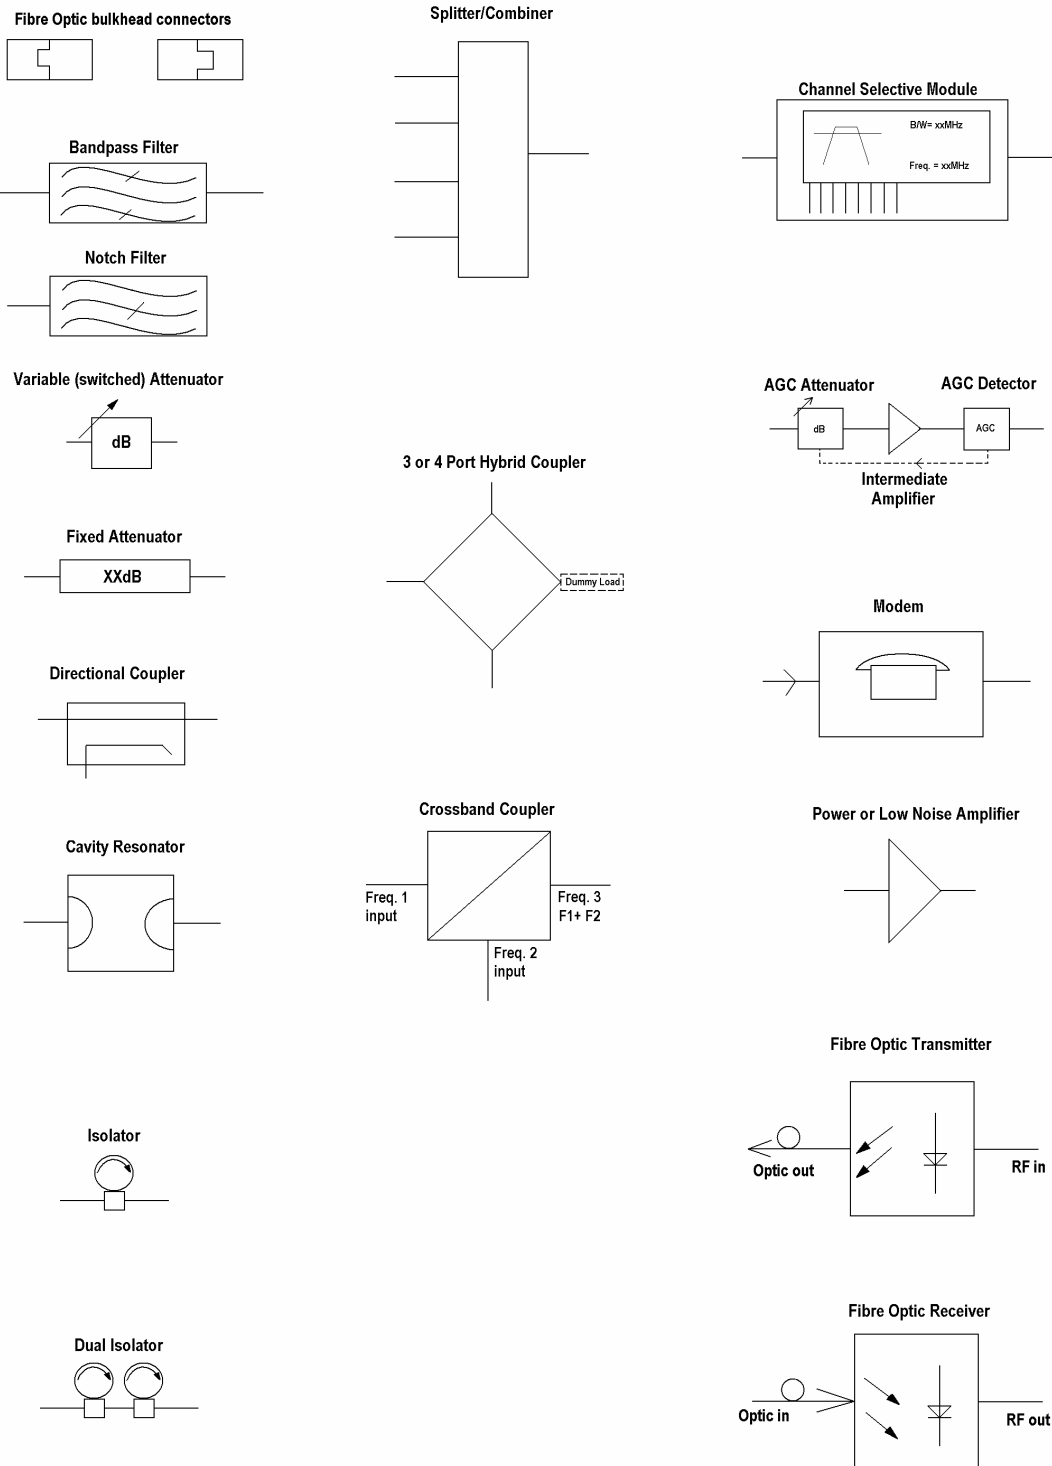 Fibre Optic bulkhead connectors
Bandpass Filter
Notch Filter
Variable (switched) Attenuator
dB
Fixed Attenuator
XXdB
Directional Coupler
Cavity Resonator
Isolator
Dual Isolator
Splitter/Combiner
3 or 4 Port Hybrid Coupler
Dummy Load
Crossband Coupler
Freq. 1
input
Freq. 3
F1+ F2
Freq. 2
input
Channel Selective Module
B/W= xxMHz
Freq. = xxMHz
AGC Attenuator
AGC Detector
dB
AGC
Intermediate
Amplifier
Modem
Power or Low Noise Amplifier
Fibre Optic Transmitter
Optic out
RF in
Fibre Optic Receiver
Optic in
RF out